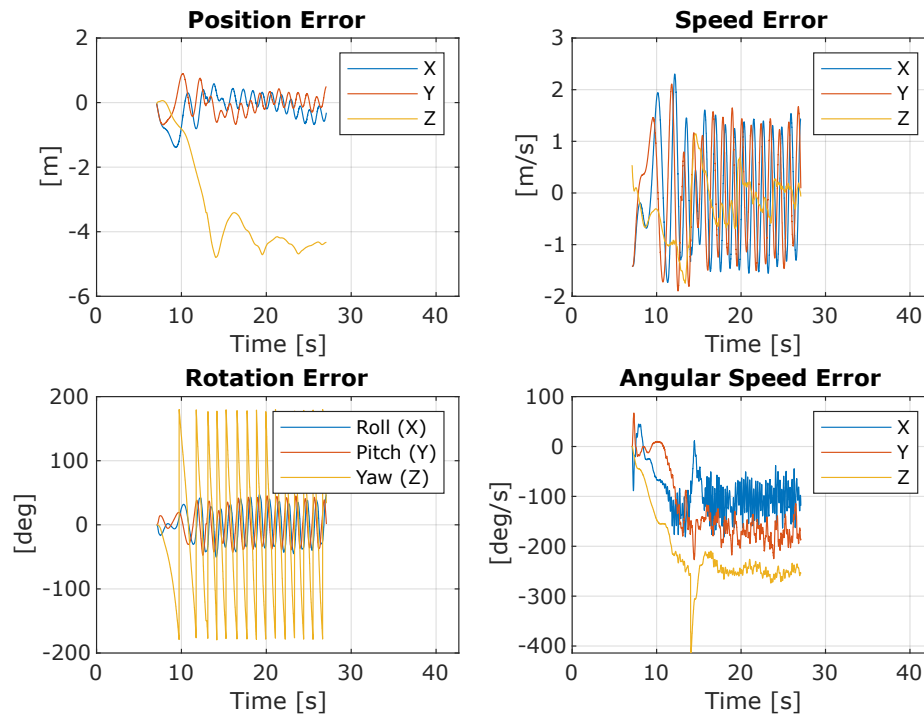 Position Error
2
0
-2
-4
-6
[m]
0
10
20
30
40
Time [s]
X
Y
Z
Speed Error
3
2
1
0
-1
-2
[m/s]
0
10
20
30
40
Time [s]
X
Y
Z
Rotation Error
200
100
0
-100
-200
[deg]
0
10
20
30
40
Time [s]
Roll (X)
Pitch (Y)
Yaw (Z)
Angular Speed Error
100
0
-100
-200
-300
-400
[deg/s]
0
10
20
30
40
Time [s]
X
Y
Z